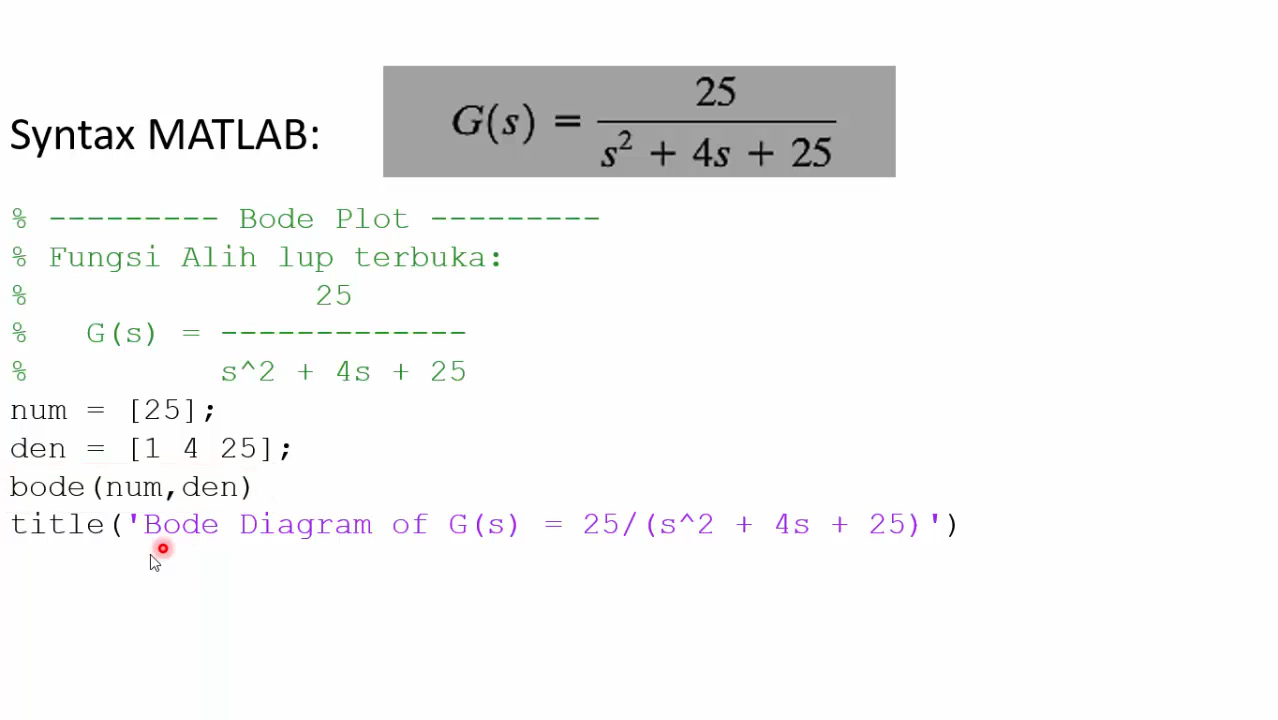 Syntax MATLAB:
G(s) = 25 / (s² + 4s + 25)
% --------- Bode Plot ---------
% Fungsi Alih lup terbuka:
%               25
%   G(s) = -------------
%          s^2 + 4s + 25
num = [25];
den = [1 4 25];
bode(num,den)
title('Bode Diagram of G(s) = 25/(s^2 + 4s + 25)')